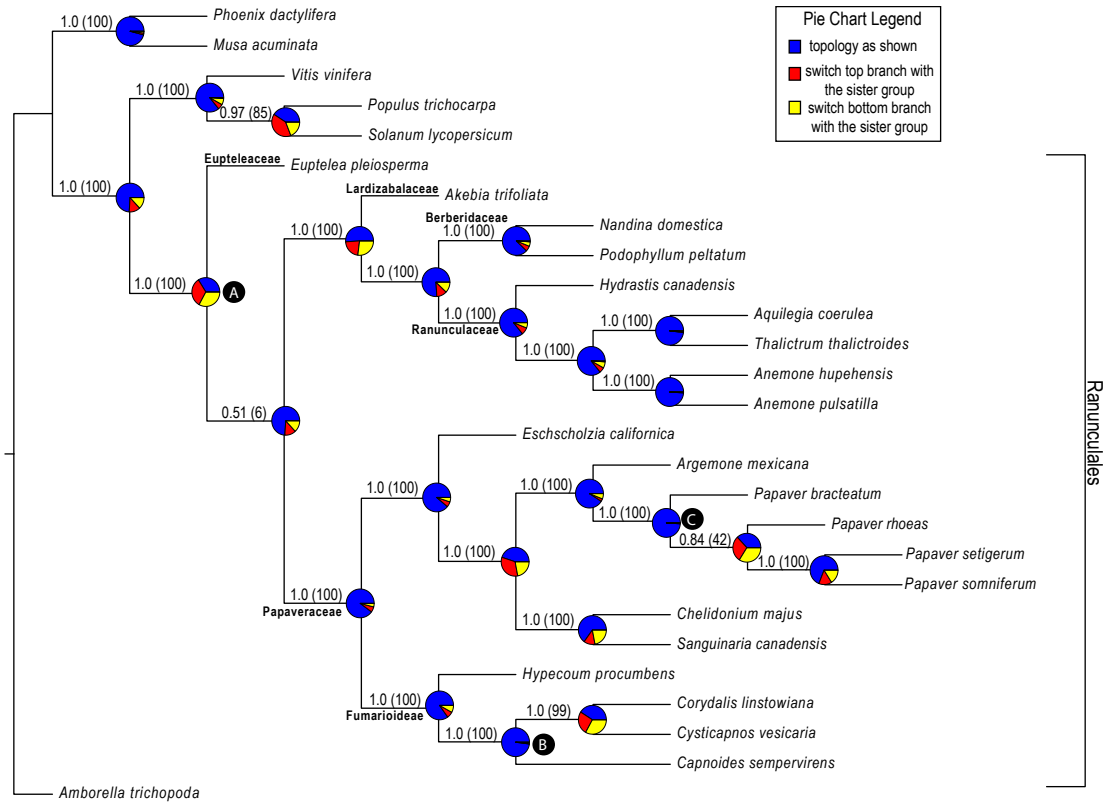 1.0 (100)
Phoenix dactylifera
Musa acuminata
Pie Chart Legend
topology as shown
switch top branch with
the sister group
switch bottom branch
with the sister group
1.0 (100)
Vitis vinifera
0.97 (85)
Populus trichocarpa
Solanum lycopersicum
1.0 (100)
Eupteleaceae
Euptelea pleiosperma
1.0 (100)
A
Lardizabalaceae
1.0 (100)
Akebia trifoliata
Berberidaceae
1.0 (100)
Nandina domestica
Podophyllum peltatum
1.0 (100)
1.0 (100)
Ranunculaceae
Hydrastis canadensis
1.0 (100)
1.0 (100)
Aquilegia coerulea
Thalictrum thalictroides
1.0 (100)
Anemone hupehensis
Anemone pulsatilla
0.51 (6)
Ranunculales
Eschscholzia californica
1.0 (100)
Argemone mexicana
1.0 (100)
1.0 (100)
Papaver bracteatum
C
0.84 (42)
Papaver rhoeas
1.0 (100)
Papaver setigerum
Papaver somniferum
1.0 (100)
1.0 (100)
Papaveraceae
1.0 (100)
Chelidonium majus
Sanguinaria canadensis
Hypecoum procumbens
1.0 (100)
Fumarioideae
1.0 (99)
Corydalis linstowiana
Cysticapnos vesicaria
1.0 (100)
B
Capnoides sempervirens
Amborella trichopoda